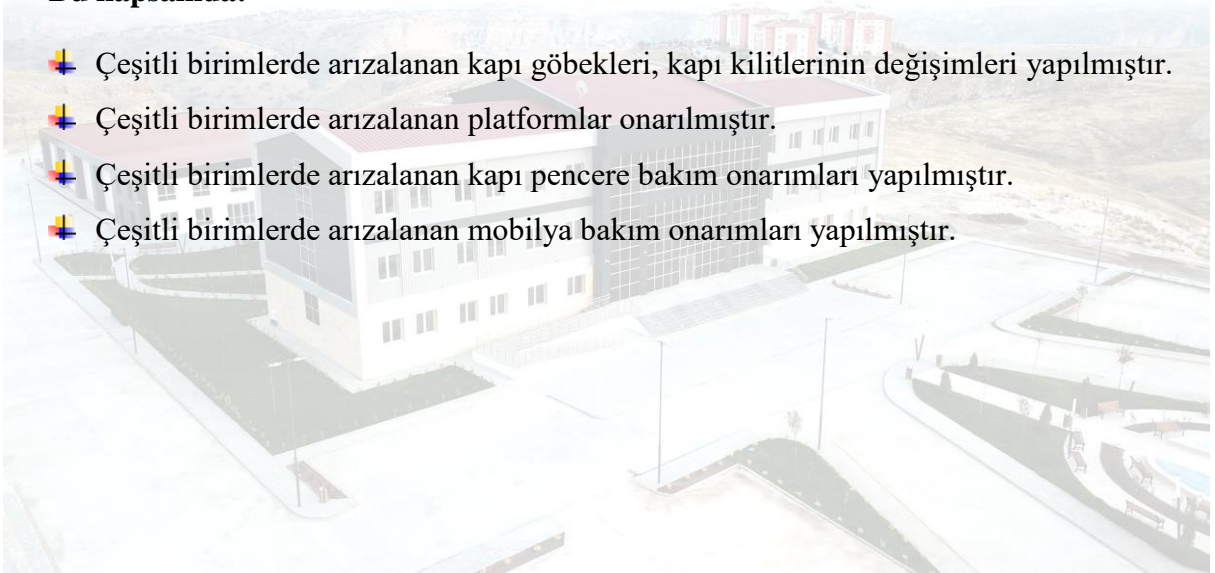 Çeşitli birimlerde arızalanan kapı göbekleri, kapı kilitlerinin değişimleri yapılmıştır.
Çeşitli birimlerde arızalanan platformlar onarılmıştır.
Çeşitli birimlerde arızalanan kapı pencere bakım onarımları yapılmıştır.
Çeşitli birimlerde arızalanan mobilya bakım onarımları yapılmıştır.